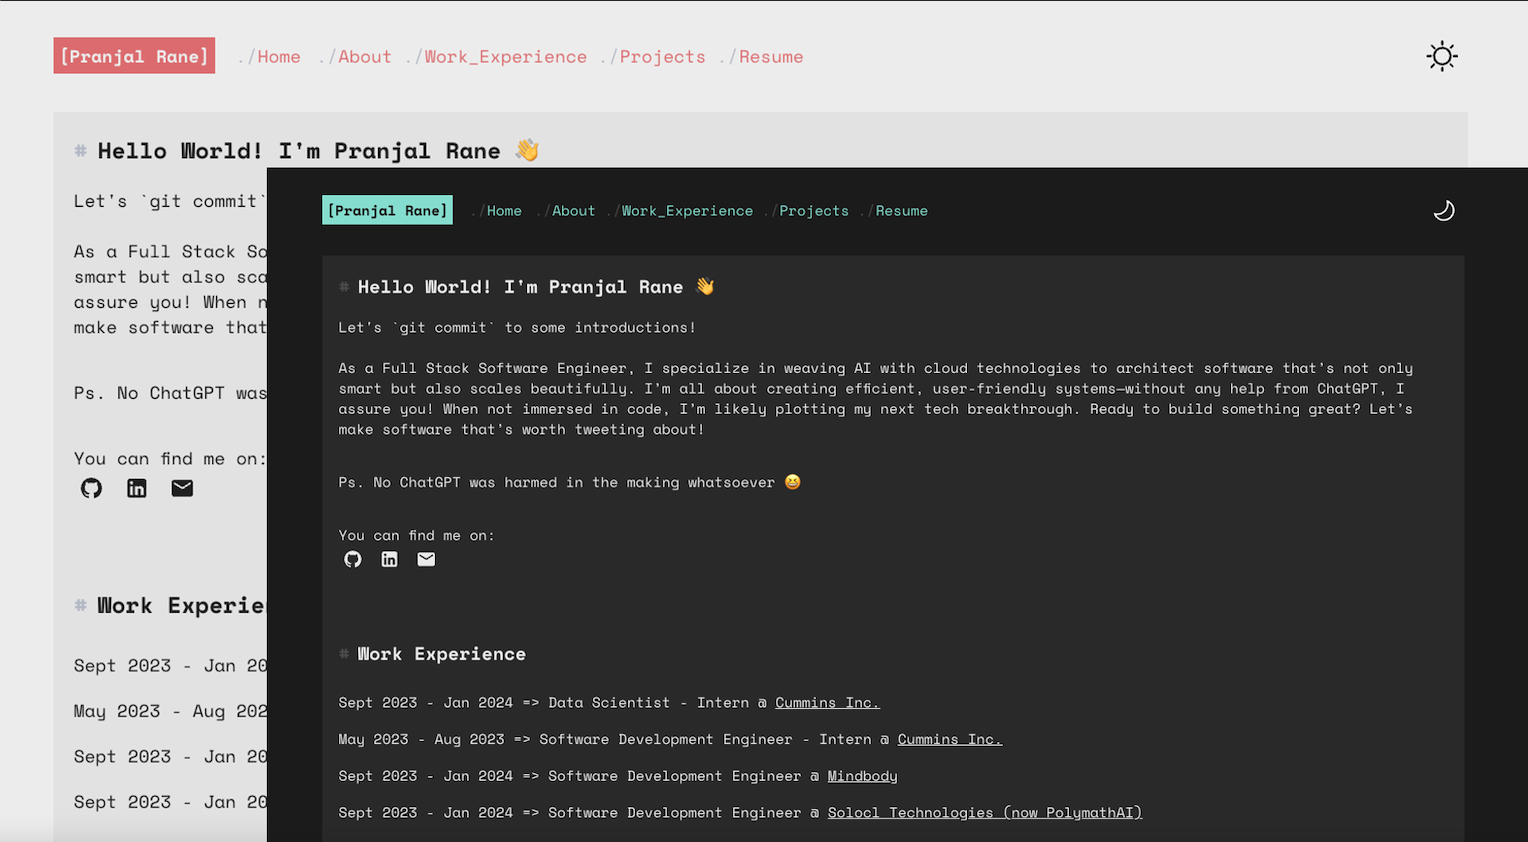 [Pranjal Rane] ./Home ./About ./Work_Experience ./Projects ./Resume
# Hello World! I'm Pranjal Rane 👋
Let's `git commit`
As a Full Stack So
smart but also sca
assure you! When n
make software that
Ps. No ChatGPT was
You can find me on:
# Work Experien
Sept 2023 - Jan 20
May 2023 - Aug 202
Sept 2023 - Jan 20
Sept 2023 - Jan 20
[Pranjal Rane] ./Home ./About ./Work_Experience ./Projects ./Resume
# Hello World! I'm Pranjal Rane 👋
Let's `git commit` to some introductions!
As a Full Stack Software Engineer, I specialize in weaving AI with cloud technologies to architect software that's not only
smart but also scales beautifully. I'm all about creating efficient, user-friendly systems—without any help from ChatGPT, I
assure you! When not immersed in code, I'm likely plotting my next tech breakthrough. Ready to build something great? Let's
make software that's worth tweeting about!
Ps. No ChatGPT was harmed in the making whatsoever 😆
You can find me on:
# Work Experience
Sept 2023 - Jan 2024 => Data Scientist - Intern @ Cummins Inc.
May 2023 - Aug 2023 => Software Development Engineer - Intern @ Cummins Inc.
Sept 2023 - Jan 2024 => Software Development Engineer @ Mindbody
Sept 2023 - Jan 2024 => Software Development Engineer @ Solocl Technologies (now PolymathAI)